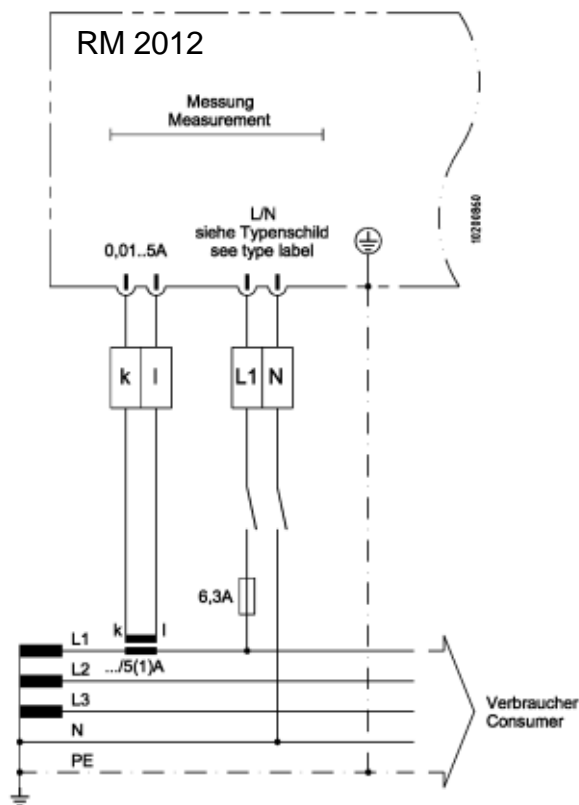 RM 2012
Messung
Measurement
L/N
siehe Typenschild
see type label
0,01..5A
10280860
k
l
L1
N
6,3A
k
l
L1
.../5(1)A
L2
L3
N
PE
Verbraucher
Consumer